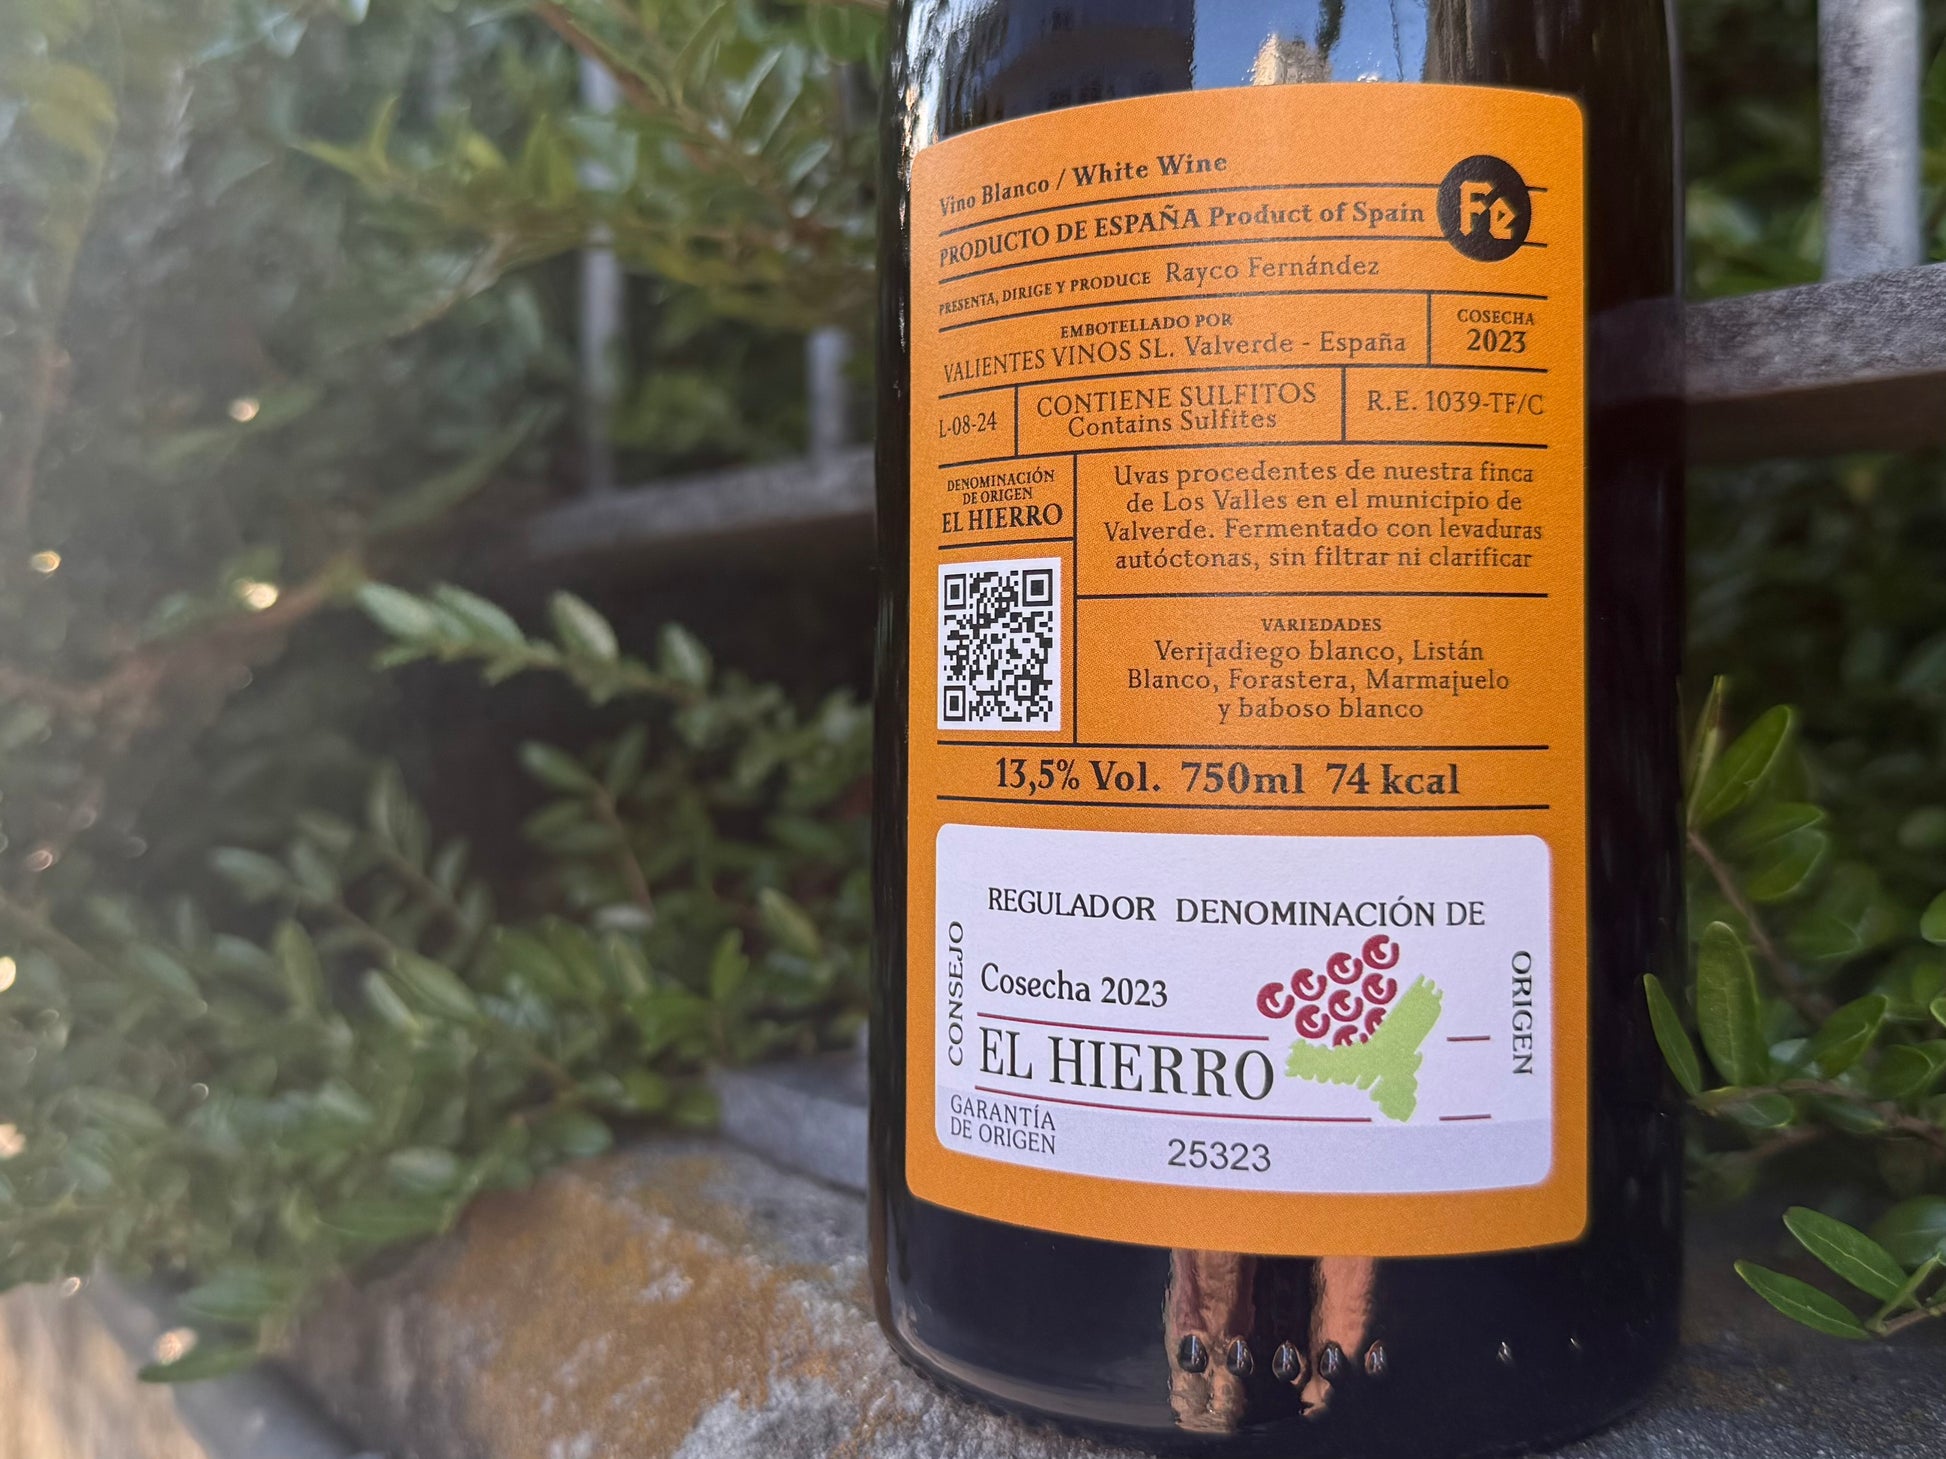 Vino Blanco / White Wine
PRODUCTO DE ESPAÑA Product of Spain
Fe
PRESENTA, DIRIGE Y PRODUCE Rayco Fernández
EMBOTELLADO POR
VALIENTES VINOS SL. Valverde - España
COSECHA
2023
L-08-24
CONTIENE SULFITOS
Contains Sulfites
R.E. 1039-TF/C
DENOMINACIÓN
DE ORIGEN
EL HIERRO
Uvas procedentes de nuestra finca
de Los Valles en el municipio de
Valverde. Fermentado con levaduras
autóctonas, sin filtrar ni clarificar
VARIEDADES
Verijadiego blanco, Listán
Blanco, Forastera, Marmajuelo
y baboso blanco
13,5% Vol. 750ml 74 kcal
CONSEJO
REGULADOR DENOMINACIÓN DE
ORIGEN
Cosecha 2023
EL HIERRO
GARANTÍA
DE ORIGEN
25323